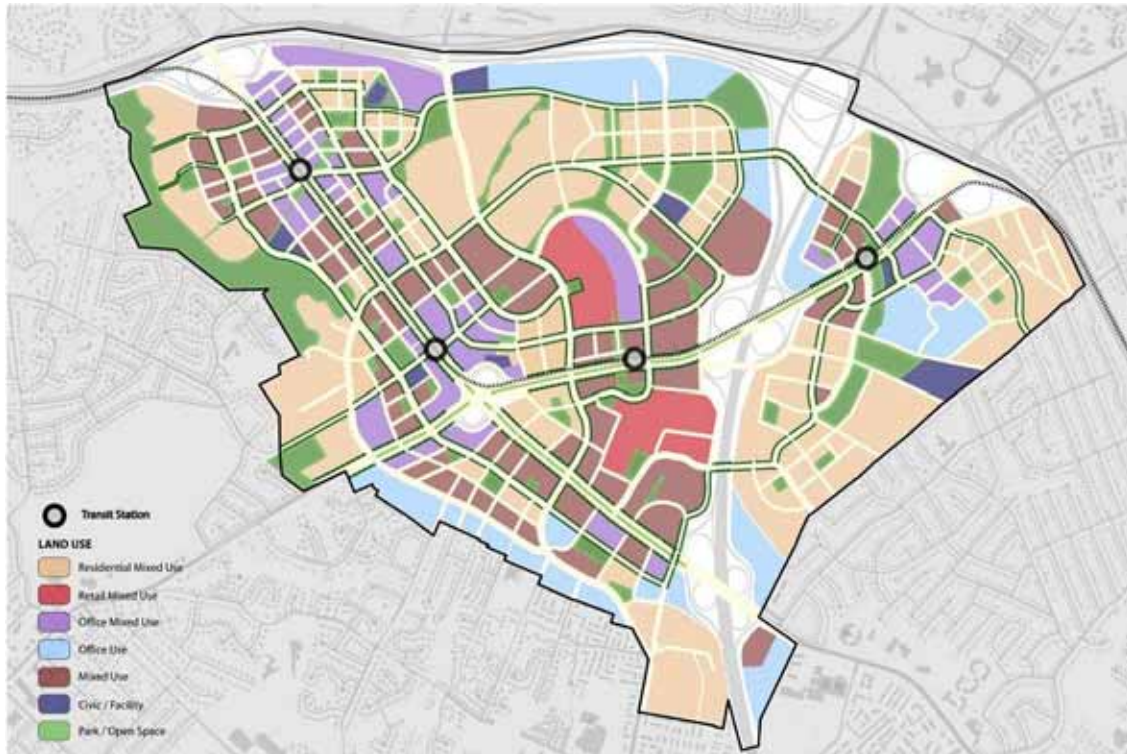 Transit Station
LAND USE
Residential Mixed Use
Retail Mixed Use
Office Mixed Use
Office Use
Mixed Use
Civic / Facility
Park / Open Space